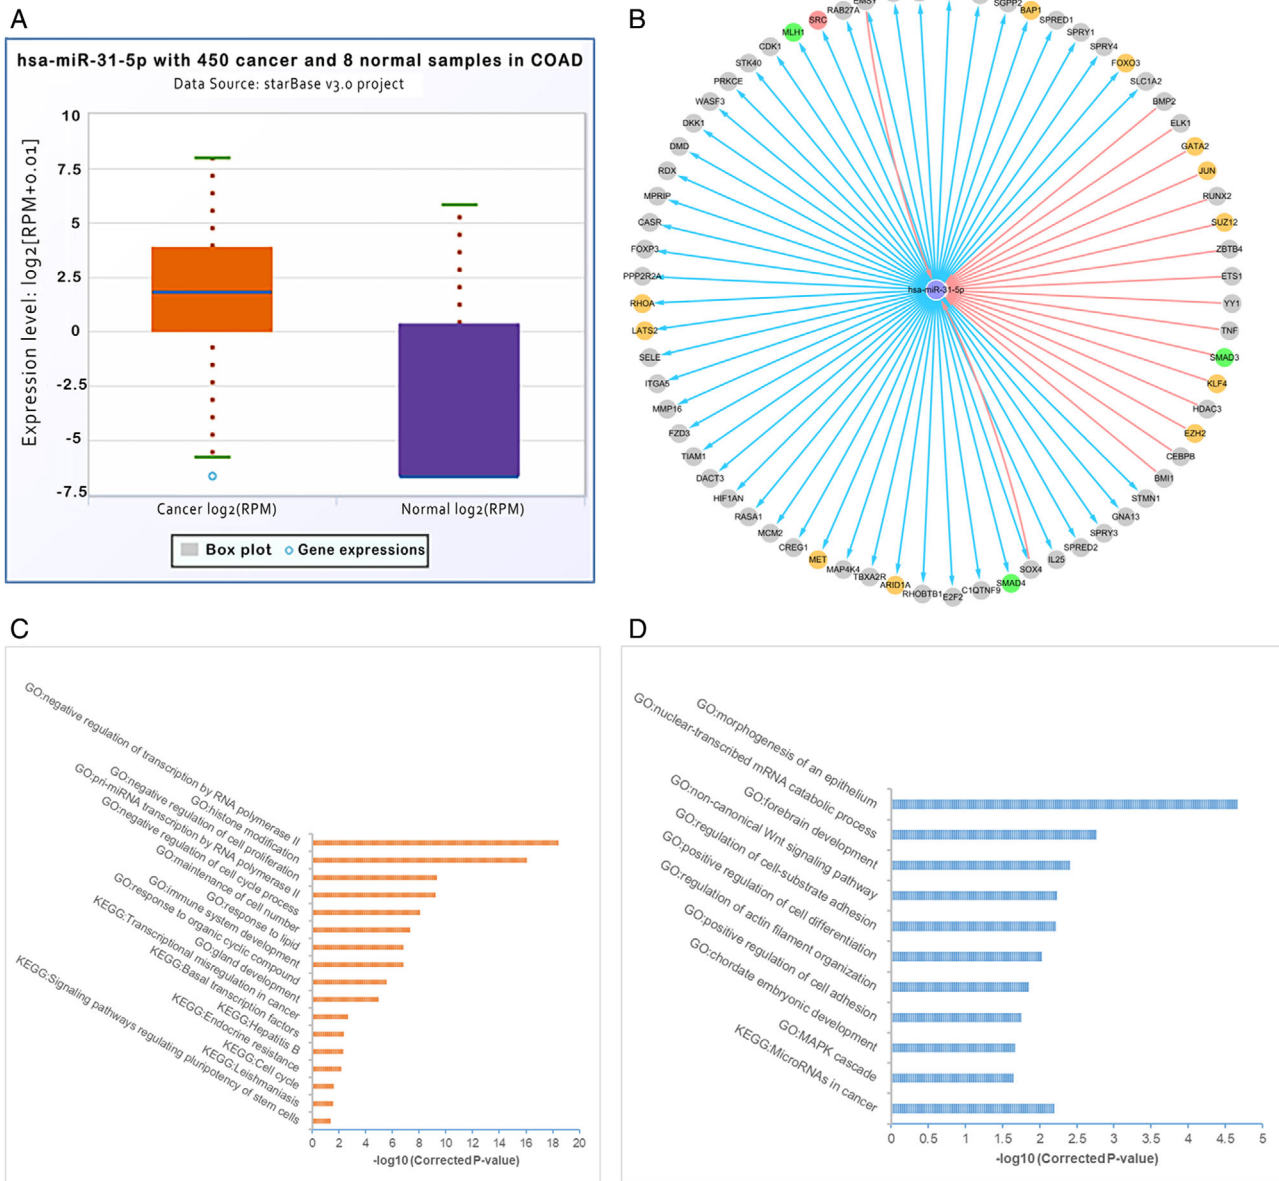 A
hsa-miR-31-5p with 450 cancer and 8 normal samples in COAD
Data Source: starBase v3.0 project
Expression level: log2[RPM+0.01]
10
7.5
5
2.5
0
-2.5
-5
-7.5
Cancer log2(RPM)
Normal log2(RPM)
Box plot
Gene expressions
B
hsa-miR-31-5p
EMSY
RAB27A
SRC
MLH1
CDK1
STK40
PRKCE
WASF3
DKK1
DMD
RDX
MPRIP
CASR
FOXP3
PPP2R2A
RHOA
LATS2
SELE
ITGA5
MMP16
FZD3
TIAM1
DACT3
HIF1AN
RASA1
MCM2
CREG1
MET
MAP4K4
TBXA2R
ARID1A
RHOBTB1
E2F2
C1QTNF9
SMAD4
SOX4
IL25
SPRED2
SPRY3
GNA13
STMN1
BMI1
CEBPB
EZH2
HDAC3
KLF4
SMAD3
TNF
YY1
ETS1
ZBTB4
SUZ12
RUNX2
JUN
GATA2
ELK1
BMP2
SLC1A2
FOXO3
SPRY4
SPRY1
SPRED1
BAP1
SGPP2
C
GO:negative regulation of transcription by RNA polymerase II
GO:histone modification
GO:negative regulation of cell proliferation
GO:pri-miRNA transcription by RNA polymerase II
GO:negative regulation of cell cycle process
GO:maintenance of cell number
GO:response to lipid
GO:immune system development
GO:response to organic cyclic compound
GO:gland development
KEGG:Transcriptional misregulation in cancer
KEGG:Basal transcription factors
KEGG:Hepatitis B
KEGG:Endocrine resistance
KEGG:Cell cycle
KEGG:Leishmaniasis
KEGG:Signaling pathways regulating pluripotency of stem cells
0 2 4 6 8 10 12 14 16 18 20
-log10 (Corrected P-value)
D
GO:morphogenesis of an epithelium
GO:nuclear-transcribed mRNA catabolic process
GO:forebrain development
GO:non-canonical Wnt signaling pathway
GO:regulation of cell-substrate adhesion
GO:positive regulation of cell differentiation
GO:regulation of actin filament organization
GO:positive regulation of cell adhesion
GO:chordate embryonic development
GO:MAPK cascade
KEGG:MicroRNAs in cancer
0 0.5 1 1.5 2 2.5 3 3.5 4 4.5 5
-log10 (Corrected P-value)